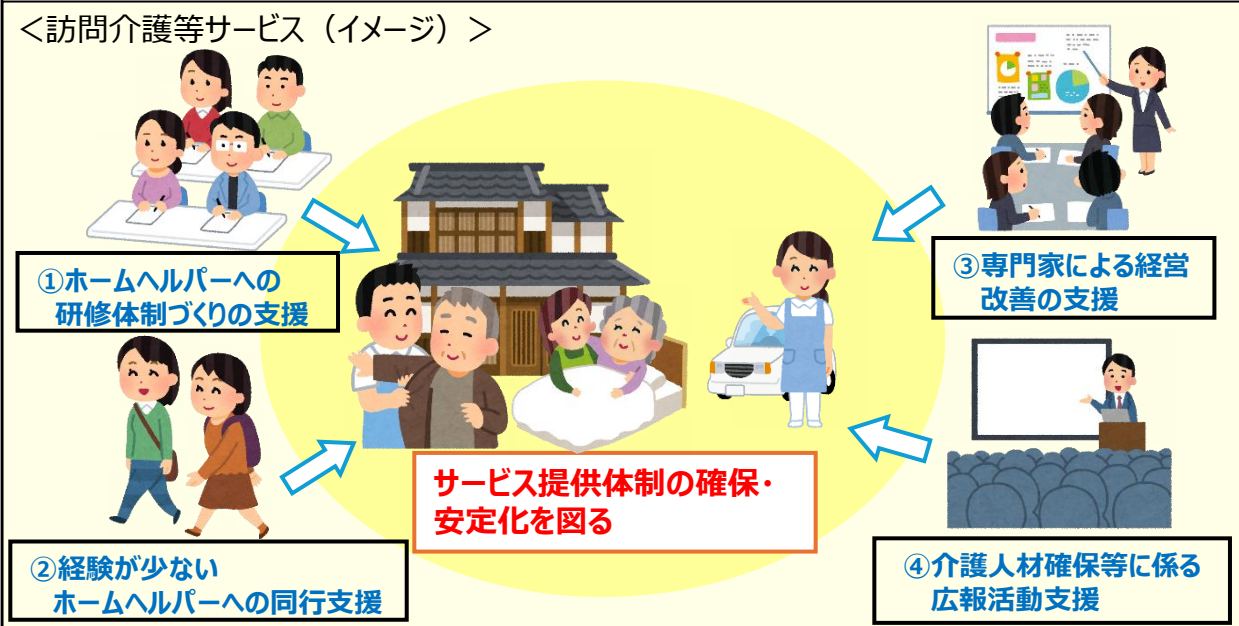 <訪問介護等サービス（イメージ）>
①ホームヘルパーへの
研修体制づくりの支援
②経験が少ない
ホームヘルパーへの同行支援
③専門家による経営
改善の支援
④介護人材確保等に係る
広報活動支援
サービス提供体制の確保・
安定化を図る